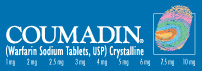 COUMADIN®
(Warfarin Sodium Tablets, USP) Crystalline
1 mg 2 mg 2.5 mg 3 mg 4 mg 5 mg 6 mg 7.5 mg 10 mg